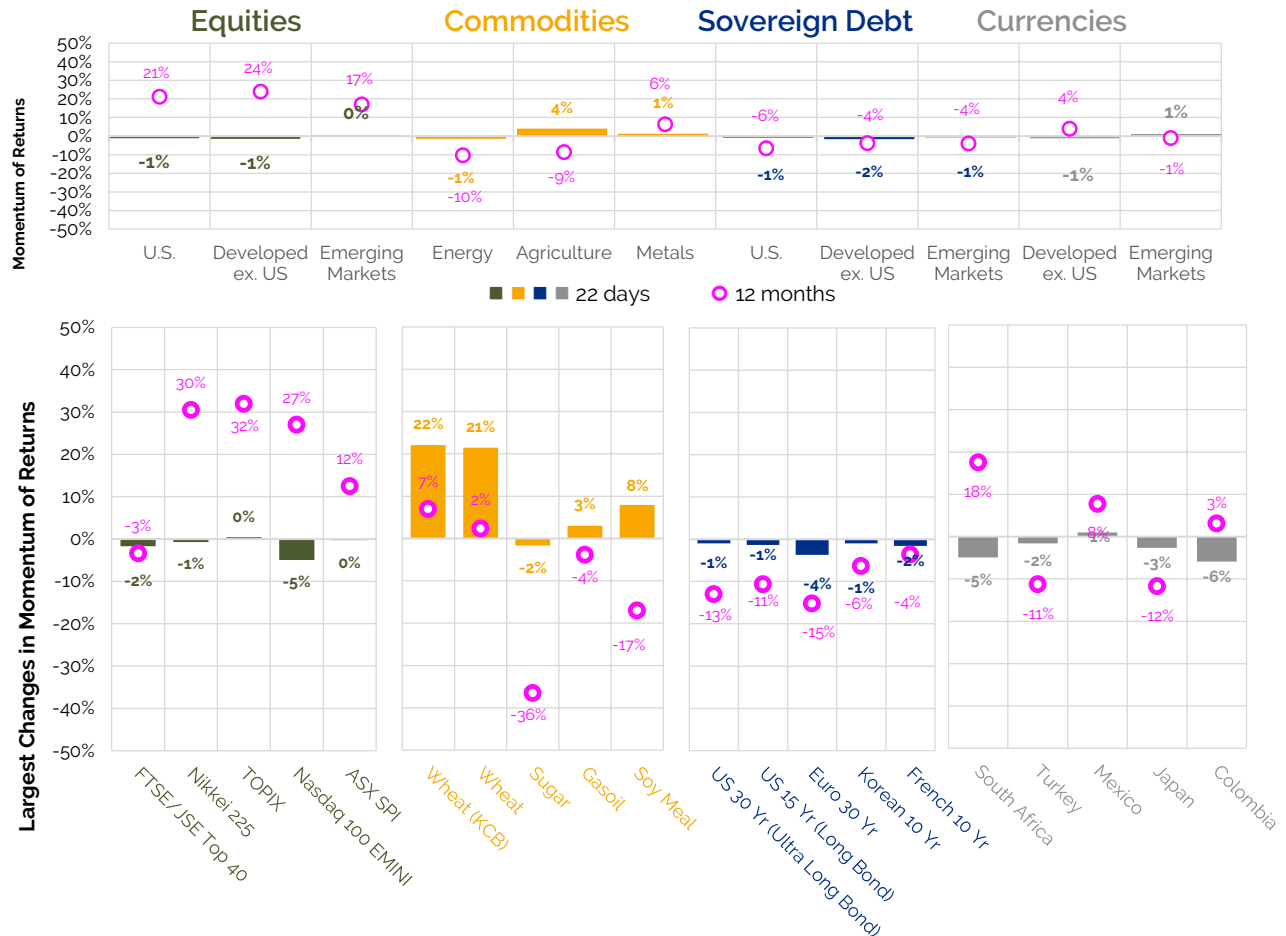 Equities
Commodities
Sovereign Debt
Currencies
Momentum of Returns
50%
40%
30%
20%
10%
0%
-10%
-20%
-30%
-40%
-50%
21%
24%
17%
0%
-1%
-1%
4%
6%
1%
-1%
-10%
-9%
-6%
-4%
-4%
-1%
-2%
-1%
4%
1%
-1%
-1%
U.S.
Developed
ex. US
Emerging
Markets
Energy
Agriculture
Metals
U.S.
Developed
ex. US
Emerging
Markets
Developed
ex. US
Emerging
Markets
22 days
12 months
Largest Changes in Momentum of Returns
50%
40%
30%
20%
10%
0%
-10%
-20%
-30%
-40%
-50%
-3%
-2%
30%
-1%
32%
0%
27%
-5%
12%
0%
22%
7%
21%
2%
-2%
-36%
3%
-4%
8%
-17%
-1%
-13%
-1%
-11%
-4%
-15%
-1%
-6%
-2%
-4%
18%
-5%
-2%
-11%
8%
1%
-3%
-12%
3%
-6%
FTSE/JSE Top 40
Nikkei 225
TOPIX
Nasdaq 100 EMINI
ASX SPI
Wheat (KCB)
Wheat
Sugar
Gasoil
Soy Meal
US 30 Yr (Ultra Long Bond)
US 15 Yr (Long Bond)
Euro 30 Yr
Korean 10 Yr
French 10 Yr
South Africa
Turkey
Mexico
Japan
Colombia